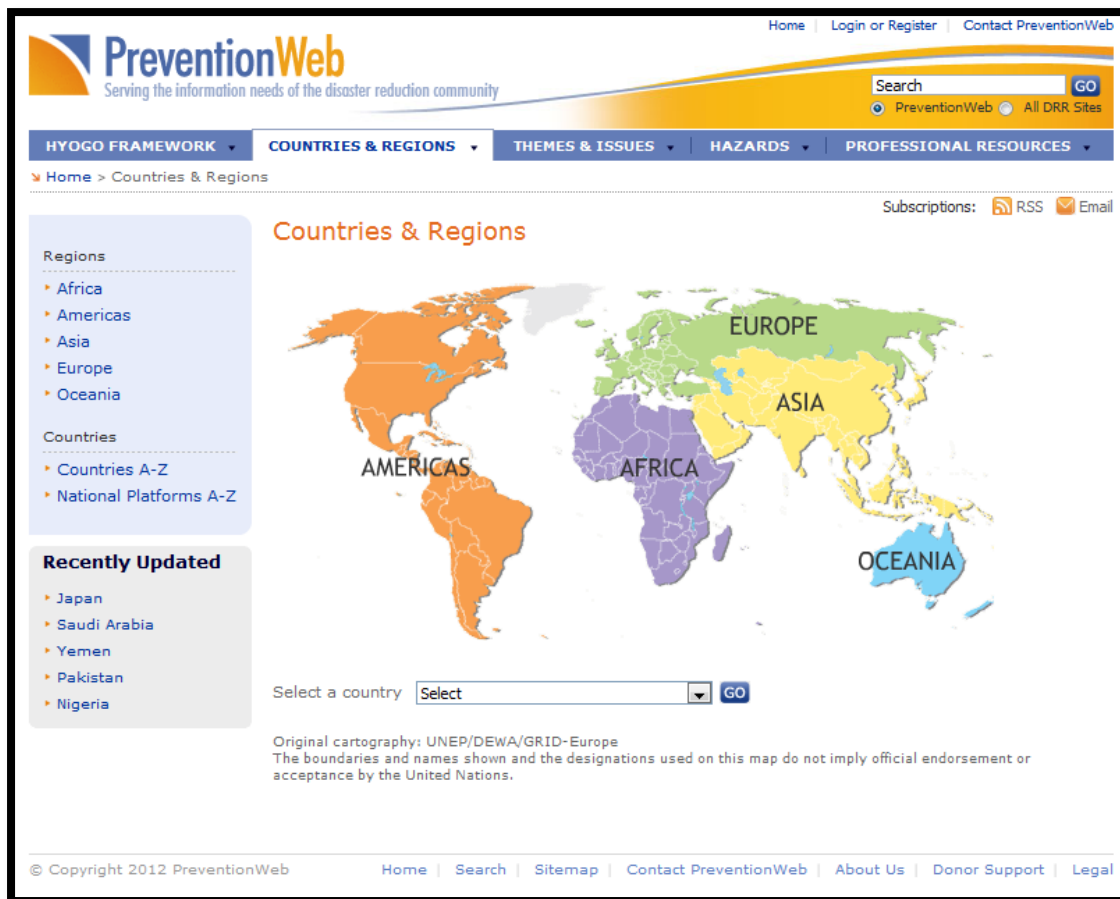 Home | Login or Register | Contact PreventionWeb
PreventionWeb
Serving the information needs of the disaster reduction community
Search GO
PreventionWeb All DRR Sites
HYOGO FRAMEWORK COUNTRIES & REGIONS THEMES & ISSUES | HAZARDS | PROFESSIONAL RESOURCES
Home > Countries & Regions
Subscriptions: RSS Email
Regions
Africa
Americas
Asia
Europe
Oceania
Countries
Countries A-Z
National Platforms A-Z
Recently Updated
Japan
Saudi Arabia
Yemen
Pakistan
Nigeria
Countries & Regions
EUROPE
ASIA
AMERICAS
AFRICA
OCEANIA
Select a country Select GO
Original cartography: UNEP/DEWA/GRID-Europe
The boundaries and names shown and the designations used on this map do not imply official endorsement or
acceptance by the United Nations.
© Copyright 2012 PreventionWeb Home | Search | Sitemap | Contact PreventionWeb | About Us | Donor Support | Legal